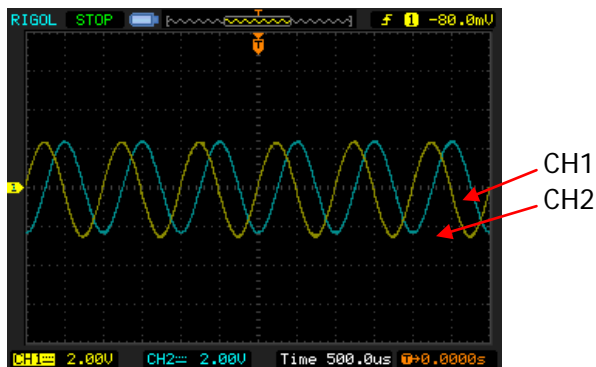 RIGOL STOP T f 1 -80.0mV
T
1
CH1
CH2
CH1 2.00V CH2 2.00V Time 500.0us T→0.0000s